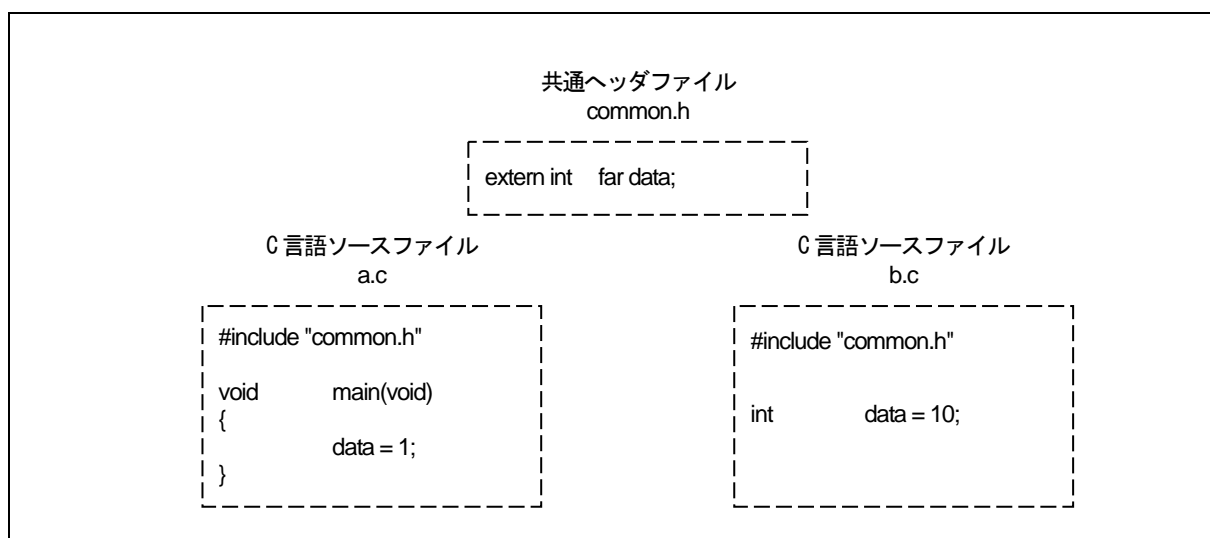 共通ヘッダファイル
common.h
extern int far data;
C 言語ソースファイル
a.c
#include "common.h"
void main(void)
{
data = 1;
}
C 言語ソースファイル
b.c
#include "common.h"
int data = 10;